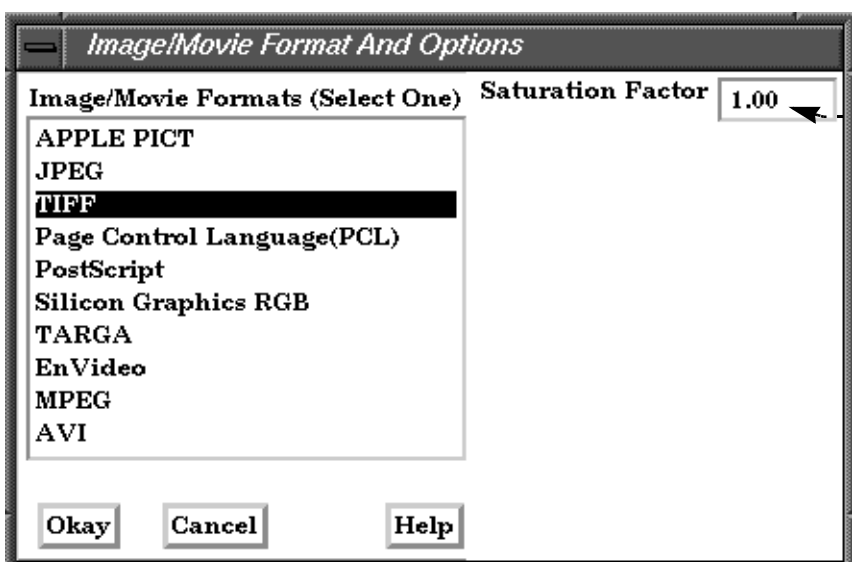 Image/Movie Format And Options
Image/Movie Formats (Select One)
Saturation Factor
1.00
APPLE PICT
JPEG
TIFF
Page Control Language(PCL)
PostScript
Silicon Graphics RGB
TARGA
EnVideo
MPEG
AVI
Okay
Cancel
Help